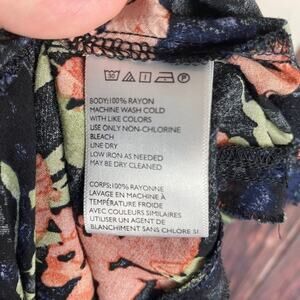 BODY:100% RAYON
MACHINE WASH COLD
WITH LIKE COLORS
USE ONLY NON-CHLORINE
BLEACH
LINE DRY
LOW IRON AS NEEDED
MAY BE DRY CLEANED
CORPS:100% RAYONNE
LAVAGE EN MACHINE À
TEMPÉRATURE FROIDE
AVEC COULEURS SIMILAIRES
UTILISER UN AGENT DE
BLANCHIMENT SANS CHLORE SI